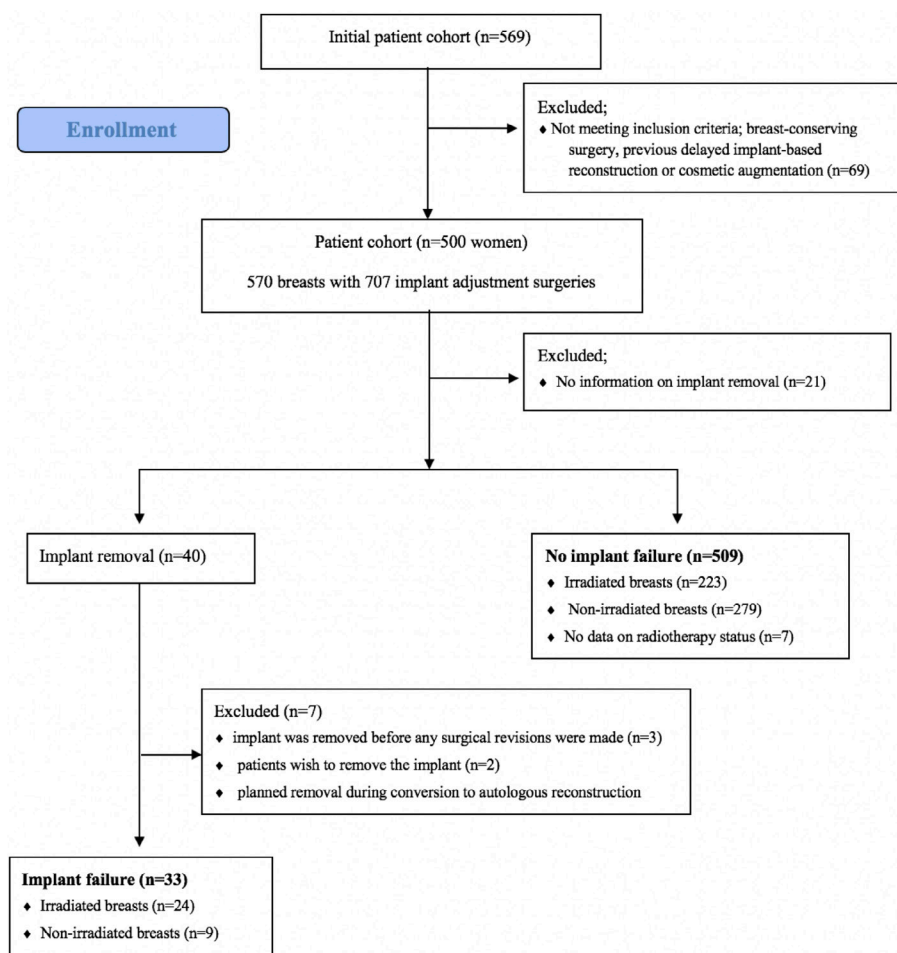 Initial patient cohort (n=569)
Enrollment
Excluded;
♦ Not meeting inclusion criteria; breast-conserving
surgery, previous delayed implant-based
reconstruction or cosmetic augmentation (n=69)
Patient cohort (n=500 women)
570 breasts with 707 implant adjustment surgeries
Excluded;
♦ No information on implant removal (n=21)
Implant removal (n=40)
No implant failure (n=509)
♦ Irradiated breasts (n=223)
♦ Non-irradiated breasts (n=279)
♦ No data on radiotherapy status (n=7)
Excluded (n=7)
♦ implant was removed before any surgical revisions were made (n=3)
♦ patients wish to remove the implant (n=2)
♦ planned removal during conversion to autologous reconstruction
Implant failure (n=33)
♦ Irradiated breasts (n=24)
♦ Non-irradiated breasts (n=9)